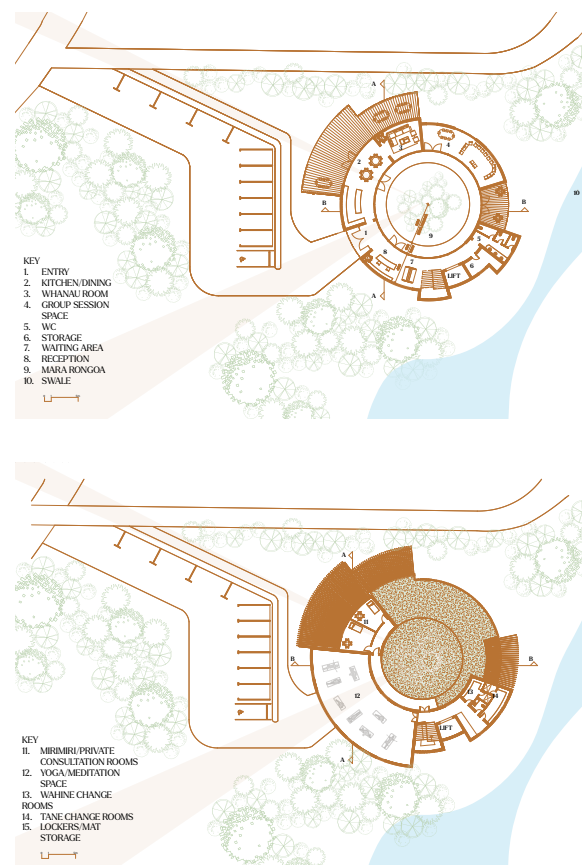 A
4
3
2
10
B
B
9
1
5
8
7
6
LIFT
A
KEY
1. ENTRY
2. KITCHEN/DINING
3. WHANAU ROOM
4. GROUP SESSION
SPACE
5. WC
6. STORAGE
7. WAITING AREA
8. RECEPTION
9. MARA RONGOA
10. SWALE
A
11
B
B
12
13
14
LIFT
A
KEY
11. MIRIMIRI/PRIVATE
CONSULTATION ROOMS
12. YOGA/MEDITATION
SPACE
13. WAHINE CHANGE
ROOMS
14. TANE CHANGE ROOMS
15. LOCKERS/MAT
STORAGE